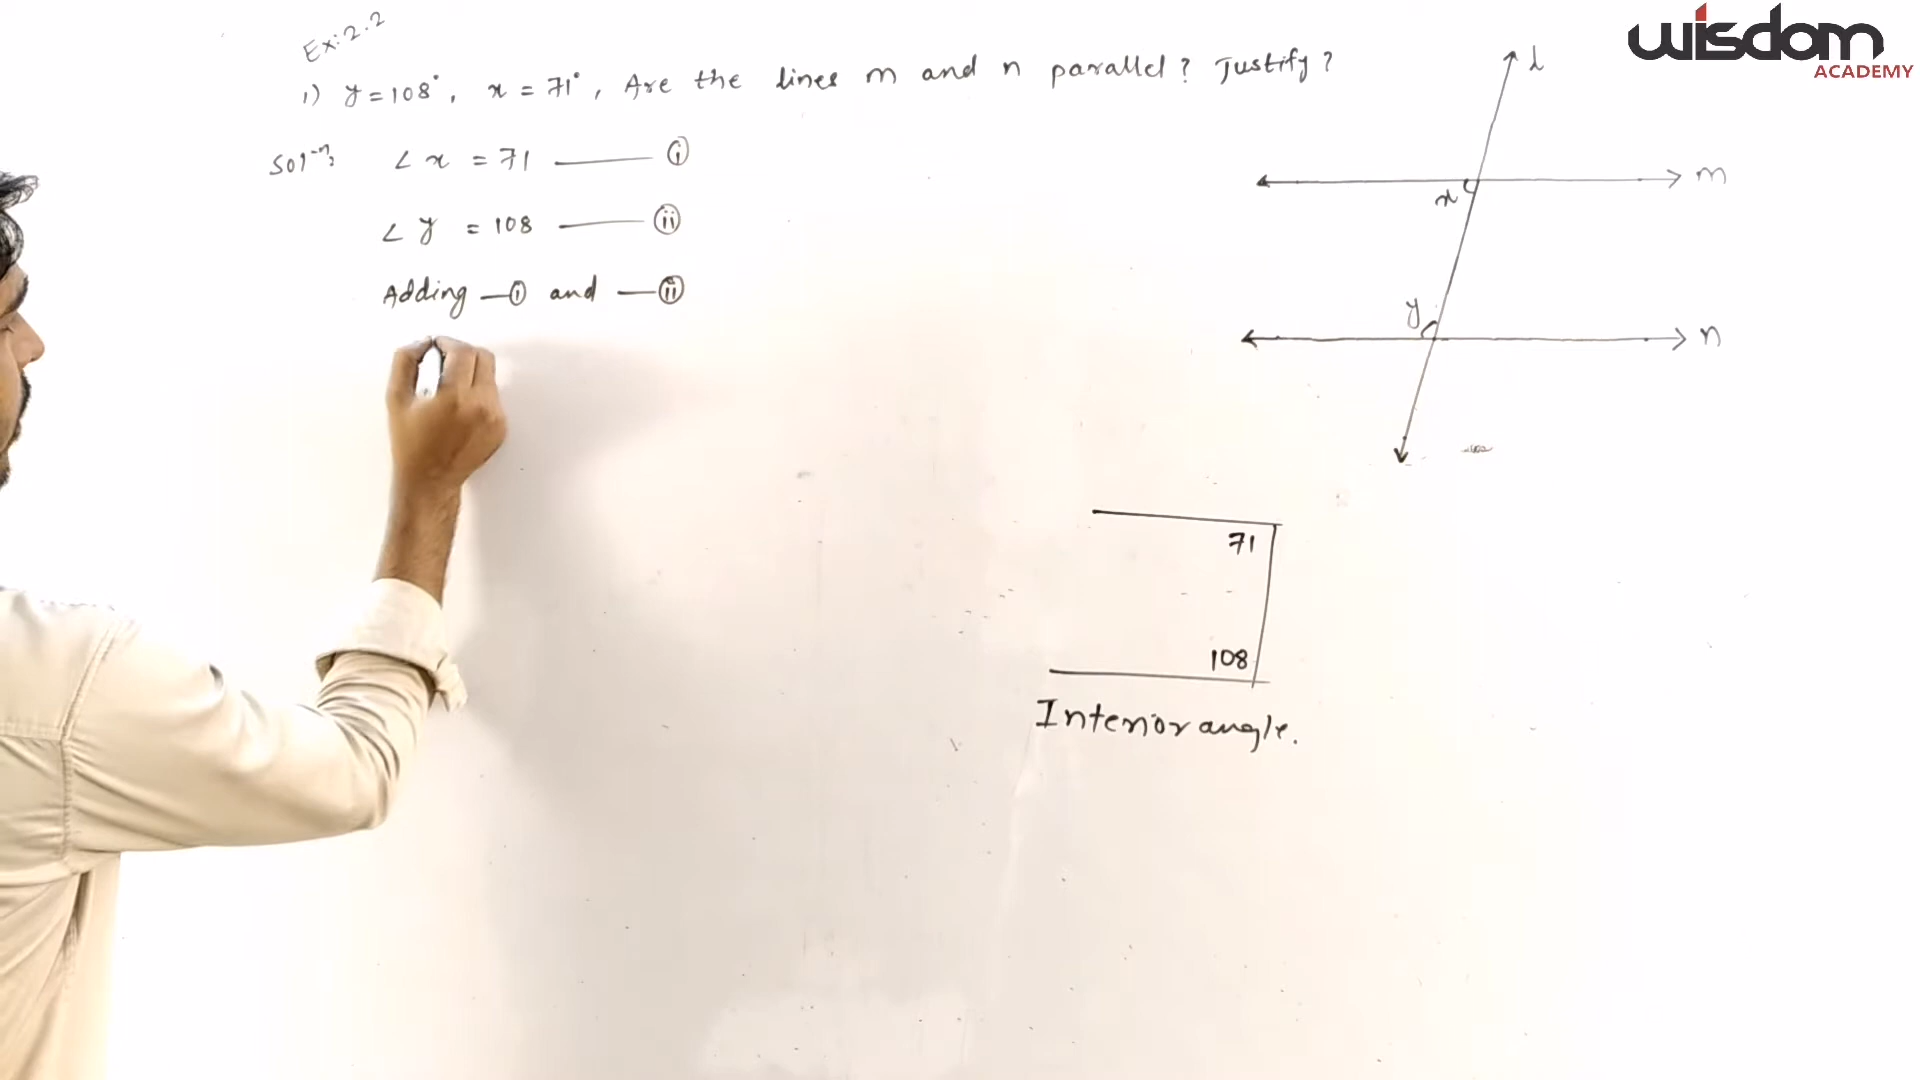 Ex: 2.2
1) y = 108°, x = 71°, Are the lines m and n parallel? Justify?
Sol-n; ∠x = 71 —— (i)
∠y = 108 —— (ii)
Adding —(i) and —(ii)
l
m
x
y
n
71
108
Interior angle.
wisdom
ACADEMY